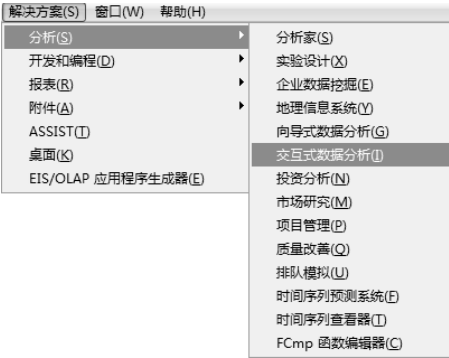 解决方案(S) 窗口(W) 帮助(H)
分析(S)
开发和编程(D)
报表(R)
附件(A)
ASSIST(T)
桌面(K)
EIS/OLAP 应用程序生成器(E)
分析家(S)
实验设计(X)
企业数据挖掘(E)
地理信息系统(Y)
向导式数据分析(G)
交互式数据分析(I)
投资分析(N)
市场研究(M)
项目管理(P)
质量改善(Q)
排队模拟(U)
时间序列预测系统(F)
时间序列查看器(T)
FCmp 函数编辑器(C)